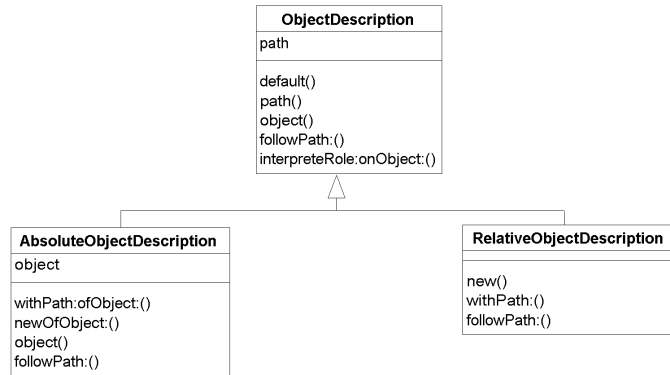 ObjectDescription
path
default()
path()
object()
followPath:()
interpreteRole:onObject:()
AbsoluteObjectDescription
object
withPath:ofObject:()
newOfObject:()
object()
followPath:()
RelativeObjectDescription
new()
withPath:()
followPath:()